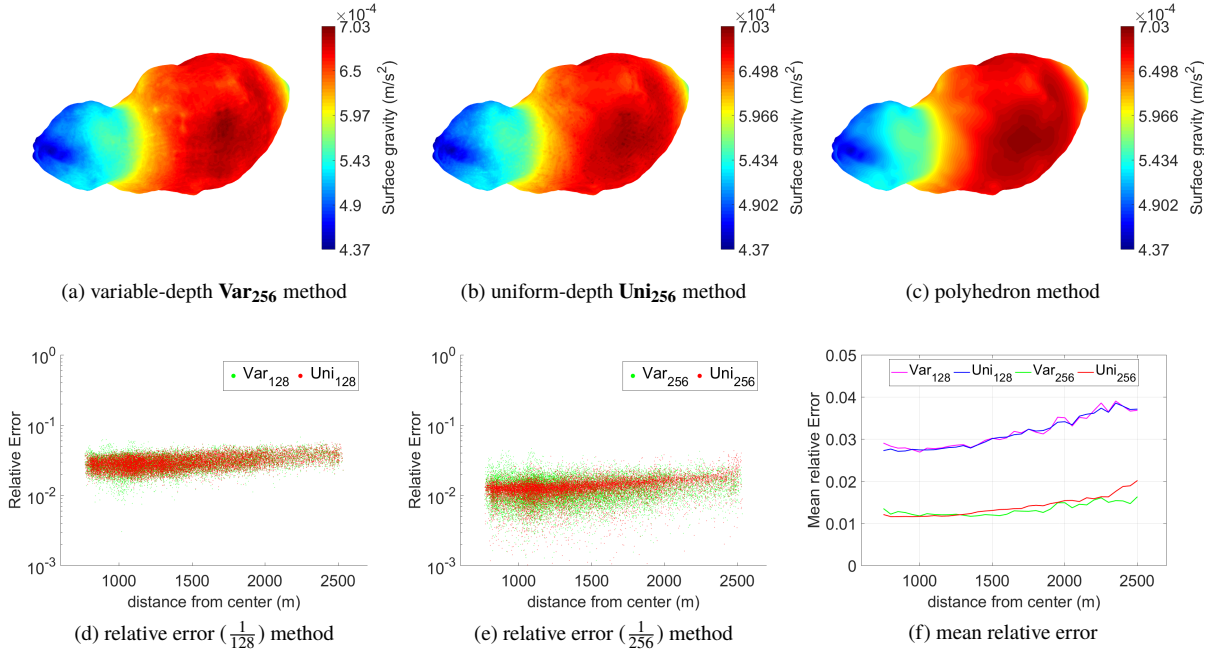 ×10⁻⁴
7.03
6.5
5.97
5.43
4.9
4.37
Surface gravity (m/s²)
(a) variable-depth Var₂₅₆ method
×10⁻⁴
7.03
6.498
5.966
5.434
4.902
4.37
Surface gravity (m/s²)
(b) uniform-depth Uni₂₅₆ method
×10⁻⁴
7.03
6.498
5.966
5.434
4.902
4.37
Surface gravity (m/s²)
(c) polyhedron method
10⁰
10⁻¹
10⁻²
10⁻³
Relative Error
Var₁₂₈ Uni₁₂₈
1000 1500 2000 2500
distance from center (m)
(d) relative error (1/128) method
10⁰
10⁻¹
10⁻²
10⁻³
Relative Error
Var₂₅₆ Uni₂₅₆
1000 1500 2000 2500
distance from center (m)
(e) relative error (1/256) method
0.05
0.04
0.03
0.02
0.01
0
Mean relative Error
Var₁₂₈ Uni₁₂₈ Var₂₅₆ Uni₂₅₆
1000 1500 2000 2500
distance from center (m)
(f) mean relative error